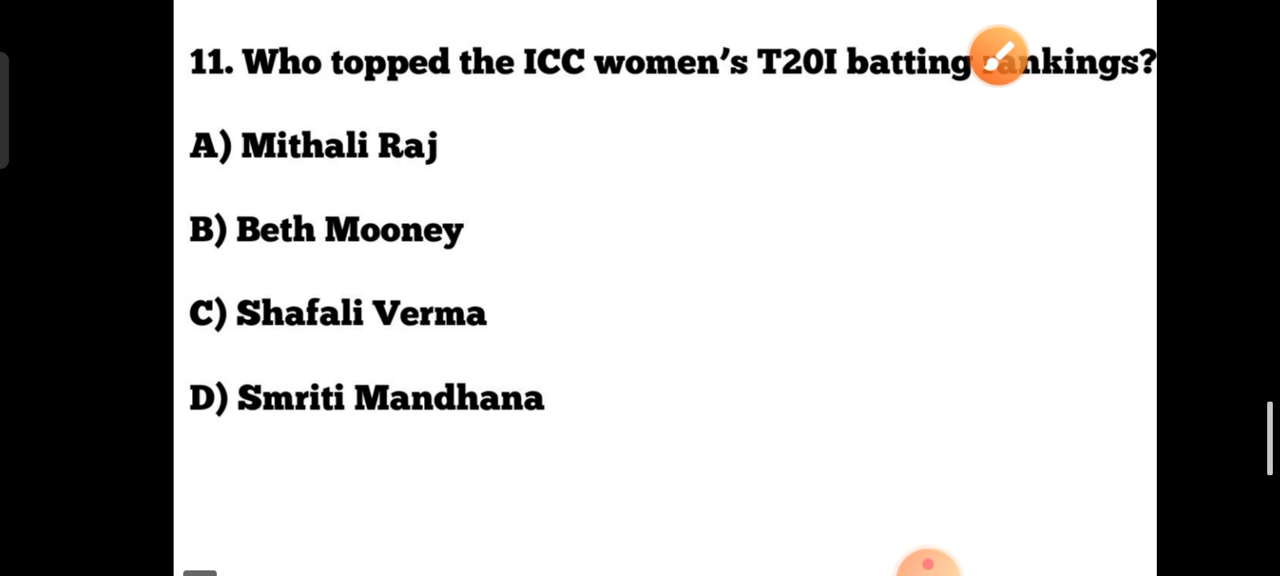 11. Who topped the ICC women’s T20I batting rankings?
A) Mithali Raj
B) Beth Mooney
C) Shafali Verma
D) Smriti Mandhana